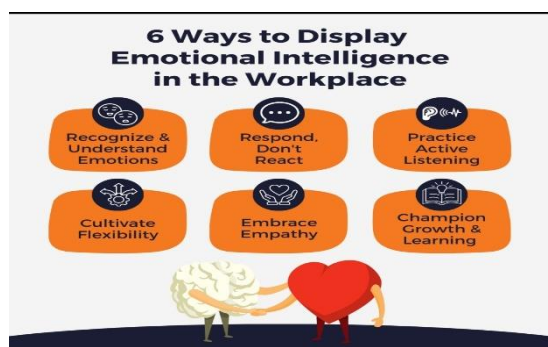 6 Ways to Display
Emotional Intelligence
in the Workplace
Recognize &
Understand
Emotions
Respond,
Don't
React
Practice
Active
Listening
Cultivate
Flexibility
Embrace
Empathy
Champion
Growth &
Learning